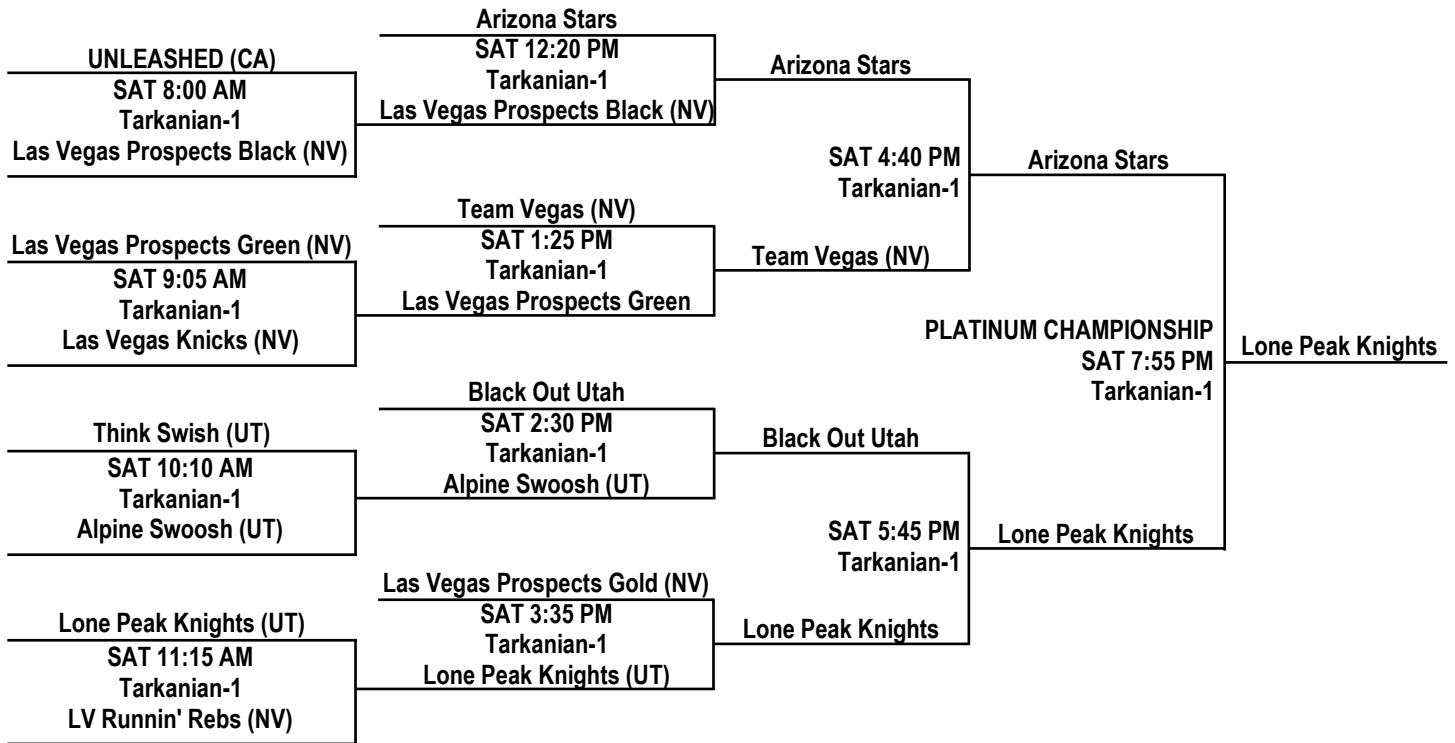 UNLEASHED (CA)
SAT 8:00 AM
Tarkanian-1
Las Vegas Prospects Black (NV)
Las Vegas Prospects Green (NV)
SAT 9:05 AM
Tarkanian-1
Las Vegas Knicks (NV)
Think Swish (UT)
SAT 10:10 AM
Tarkanian-1
Alpine Swoosh (UT)
Lone Peak Knights (UT)
SAT 11:15 AM
Tarkanian-1
LV Runnin' Rebs (NV)
Arizona Stars
SAT 12:20 PM
Tarkanian-1
Las Vegas Prospects Black (NV)
Team Vegas (NV)
SAT 1:25 PM
Tarkanian-1
Las Vegas Prospects Green
Black Out Utah
SAT 2:30 PM
Tarkanian-1
Alpine Swoosh (UT)
Las Vegas Prospects Gold (NV)
SAT 3:35 PM
Tarkanian-1
Lone Peak Knights (UT)
Arizona Stars
SAT 4:40 PM
Tarkanian-1
Team Vegas (NV)
Black Out Utah
SAT 5:45 PM
Tarkanian-1
Lone Peak Knights
Arizona Stars
PLATINUM CHAMPIONSHIP
SAT 7:55 PM
Tarkanian-1
Lone Peak Knights
Lone Peak Knights